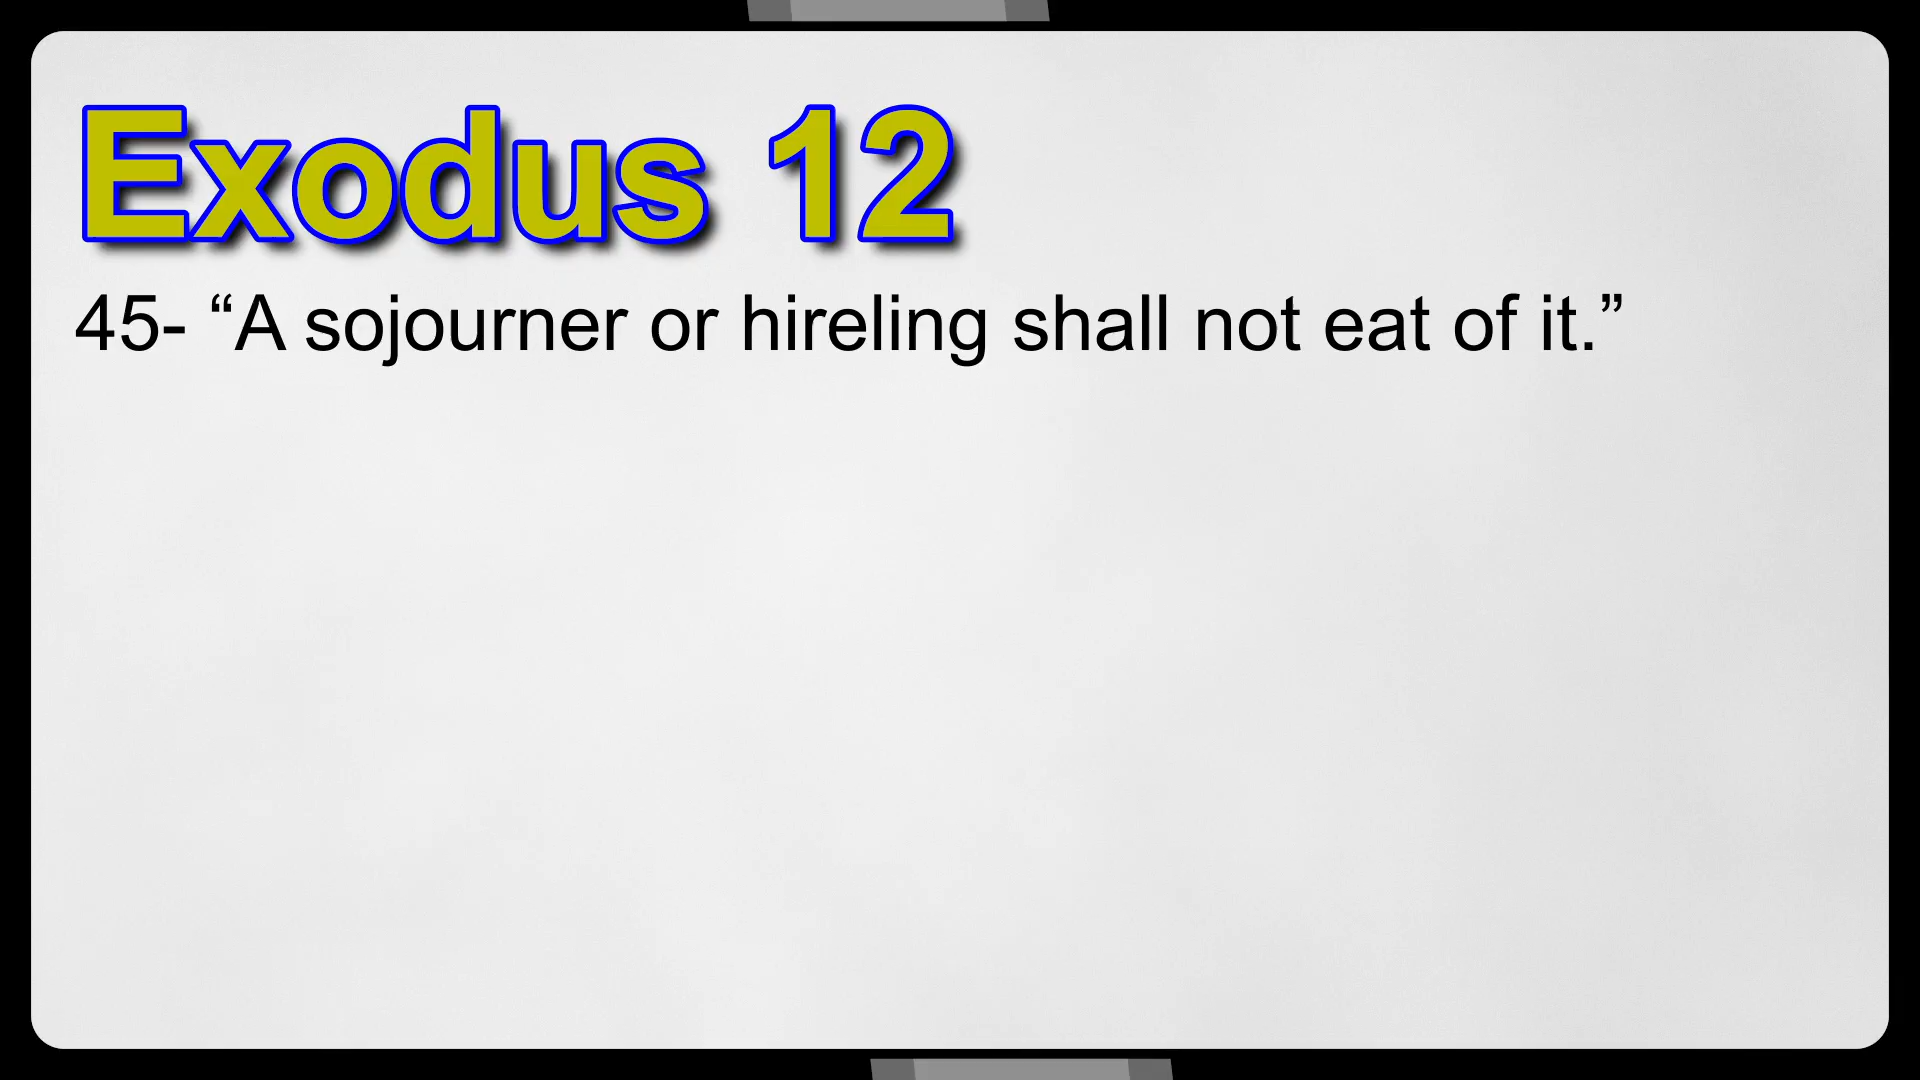 Exodus 12
45- “A sojourner or hireling shall not eat of it.”